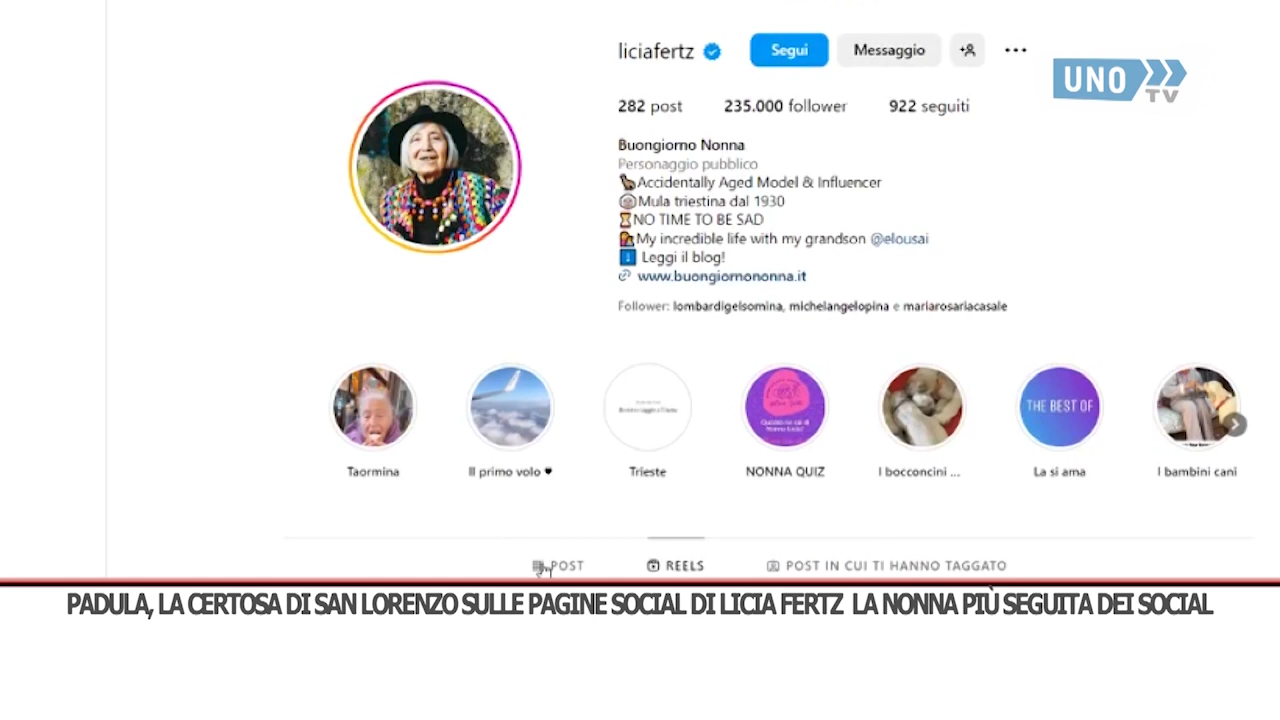 liciafertz
Segui
Messaggio
UNO TV
282 post 235.000 follower 922 seguiti
Buongiorno Nonna
Personaggio pubblico
Accidentally Aged Model & Influencer
Mula triestina dal 1930
NO TIME TO BE SAD
My incredible life with my grandson @elousai
Leggi il blog!
www.buongiornononna.it
Follower: lombardigelsomina, michelangelopina e mariarosariacasale
THE BEST OF
Taormina
Il primo volo ♥
Trieste
NONNA QUIZ
I bocconcini ...
La si ama
I bambini cani
POST
REELS
POST IN CUI TI HANNO TAGGATO
PADULA, LA CERTOSA DI SAN LORENZO SULLE PAGINE SOCIAL DI LICIA FERTZ LA NONNA PIÙ SEGUITA DEI SOCIAL